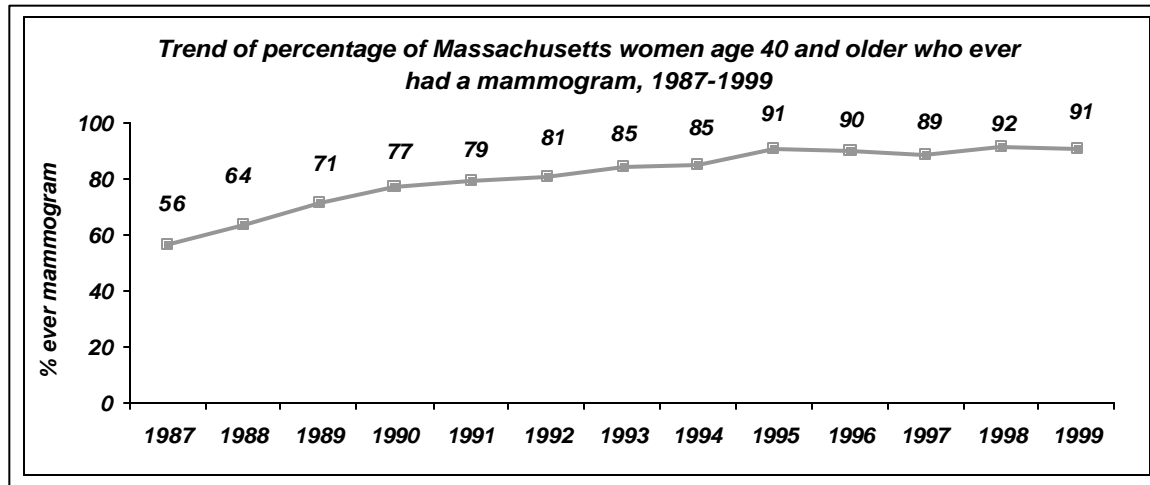 Trend of percentage of Massachusetts women age 40 and older who ever
had a mammogram, 1987-1999
% ever mammogram
100
80
60
40
20
0
56 64 71 77 79 81 85 85 91 90 89 92 91
1987 1988 1989 1990 1991 1992 1993 1994 1995 1996 1997 1998 1999